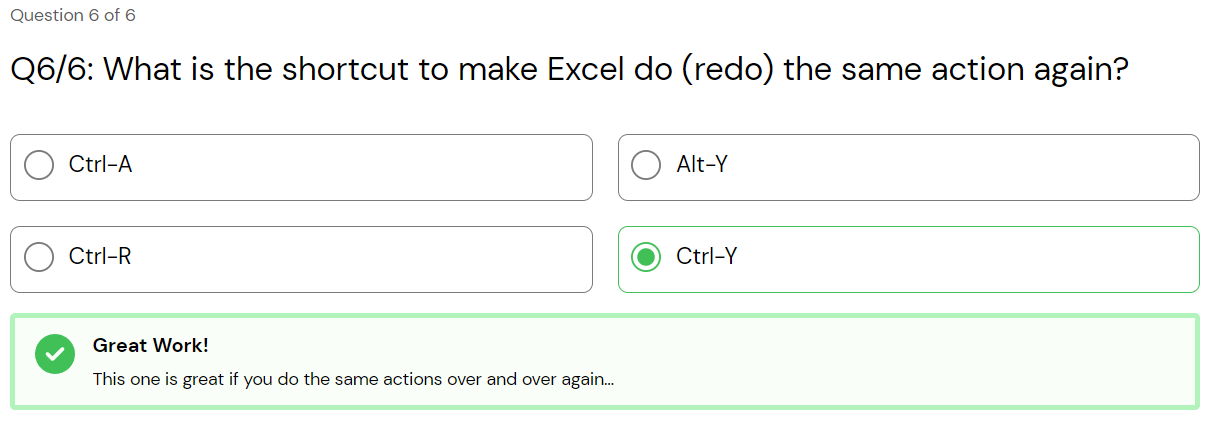 Question 6 of 6
Q6/6: What is the shortcut to make Excel do (redo) the same action again?
Ctrl-A
Alt-Y
Ctrl-R
Ctrl-Y
Great Work!
This one is great if you do the same actions over and over again...